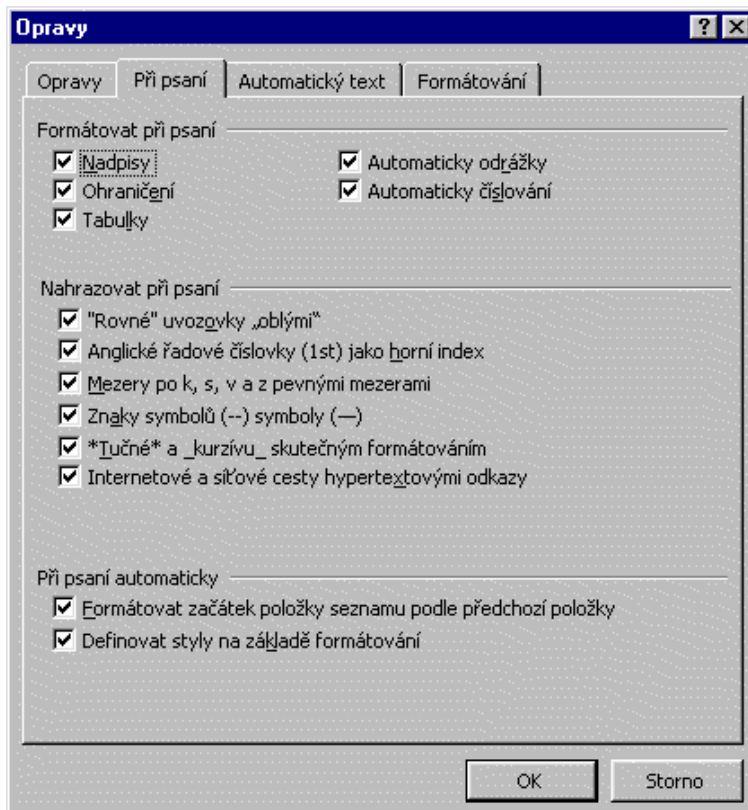 Opravy
Opravy Při psaní Automatický text Formátování
Formátovat při psaní
Nadpisy Automaticky odrážky
Ohraničení Automaticky číslování
Tabulky
Nahrazovat při psaní
"Rovné" uvozovky „oblými“
Anglické řadové číslovky (1st) jako horní index
Mezery po k, s, v a z pevnými mezerami
Znaky symbolů (--) symboly (—)
*Tučné* a _kurzívu_ skutečným formátováním
Internetové a síťové cesty hypertextovými odkazy
Při psaní automaticky
Formátovat začátek položky seznamu podle předchozí položky
Definovat styly na základě formátování
OK Storno